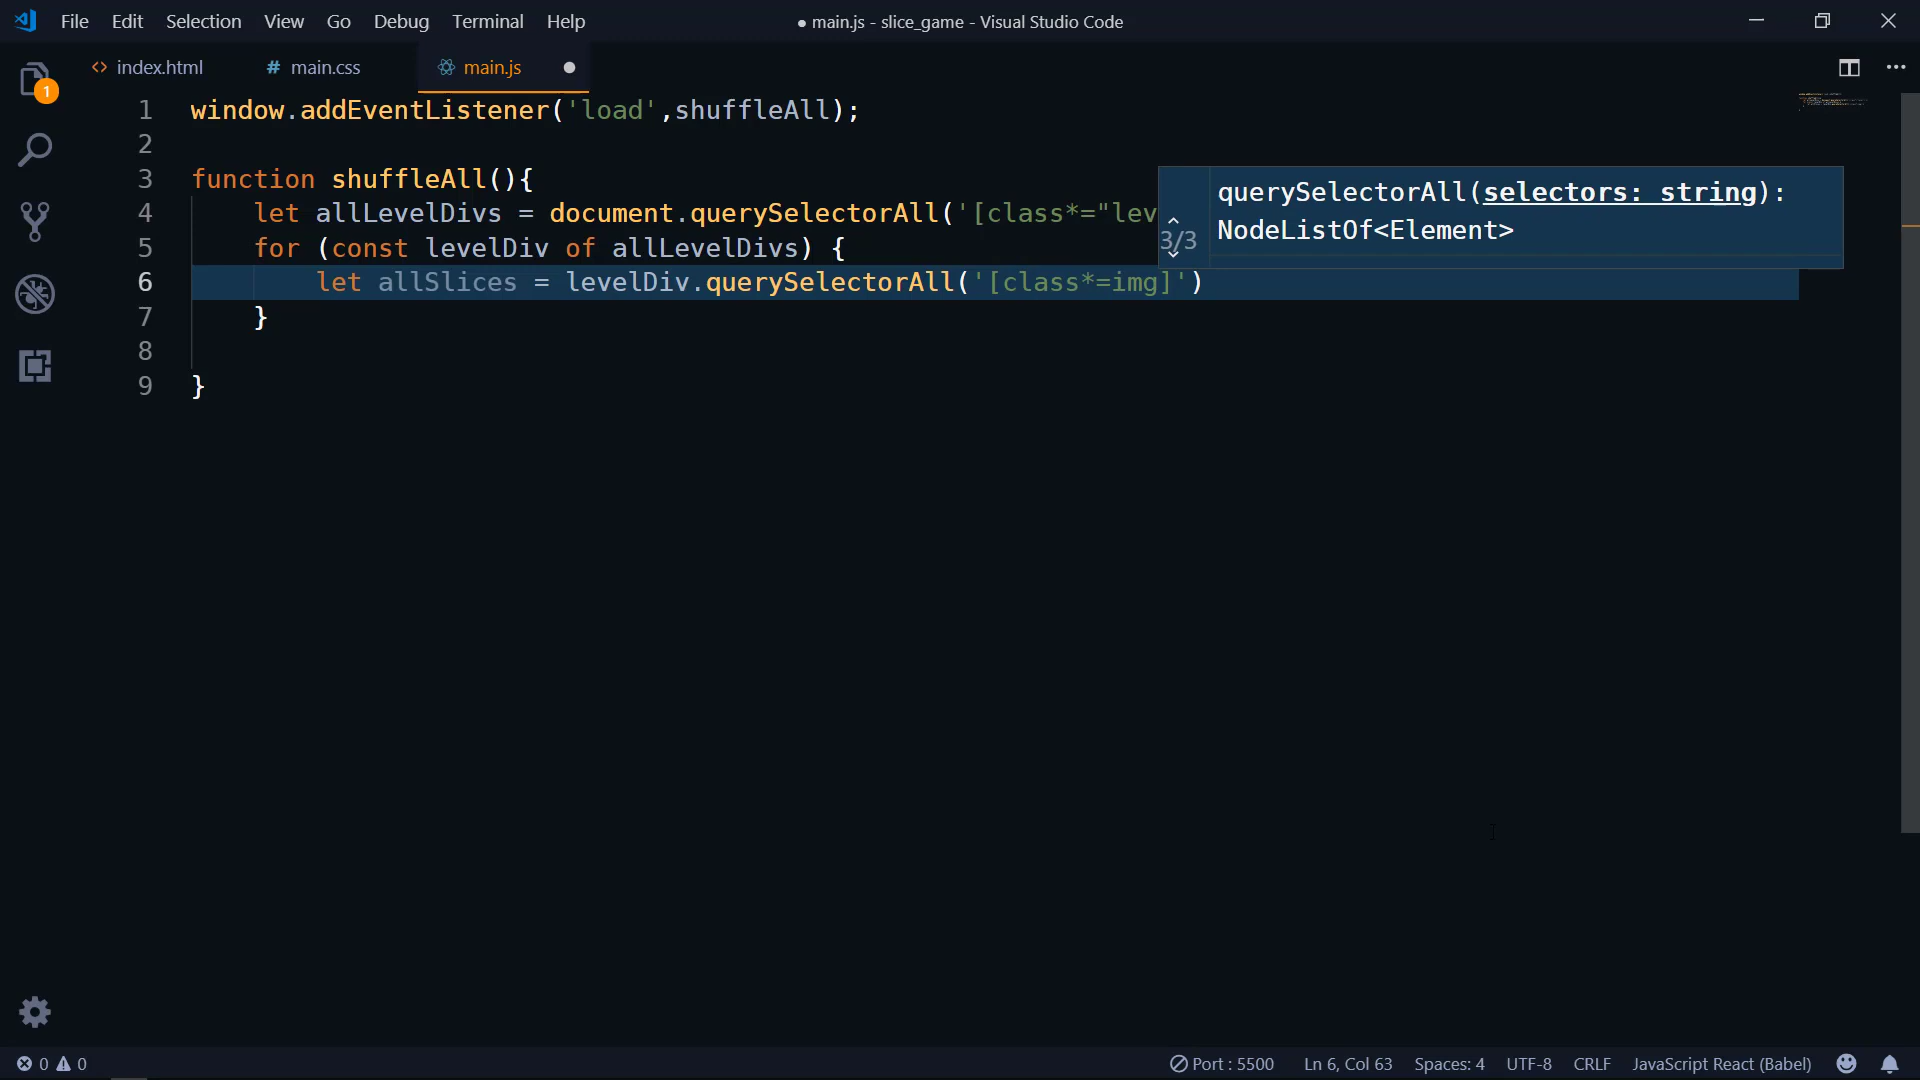 File Edit Selection View Go Debug Terminal Help
● main.js - slice_game - Visual Studio Code
<> index.html # main.css main.js ●
1
1 window.addEventListener('load',shuffleAll);
2
3 function shuffleAll(){
4 let allLevelDivs = document.querySelectorAll('[class*="lev
5 for (const levelDiv of allLevelDivs) {
6 let allSlices = levelDiv.querySelectorAll('[class*=img]')
7 }
8
9 }
querySelectorAll(selectors: string):
3/3
NodeListOf<Element>
0 0
Port : 5500 Ln 6, Col 63 Spaces: 4 UTF-8 CRLF JavaScript React (Babel)